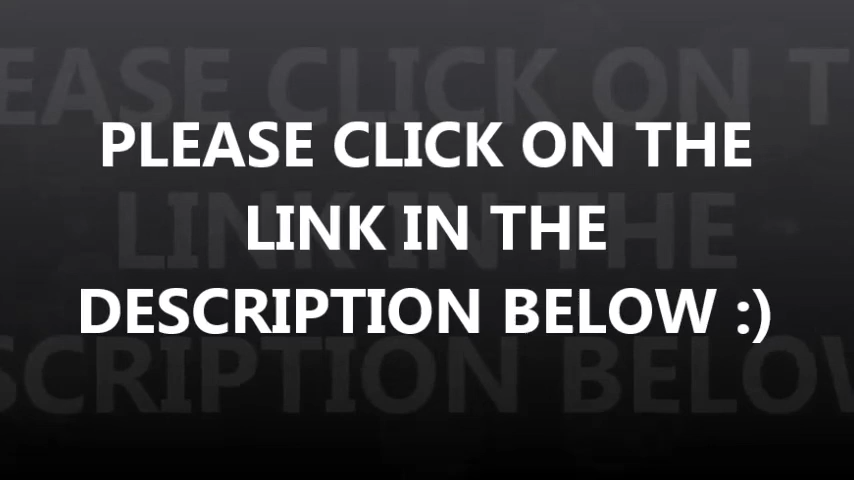 PLEASE CLICK ON THE
LINK IN THE
DESCRIPTION BELOW :)